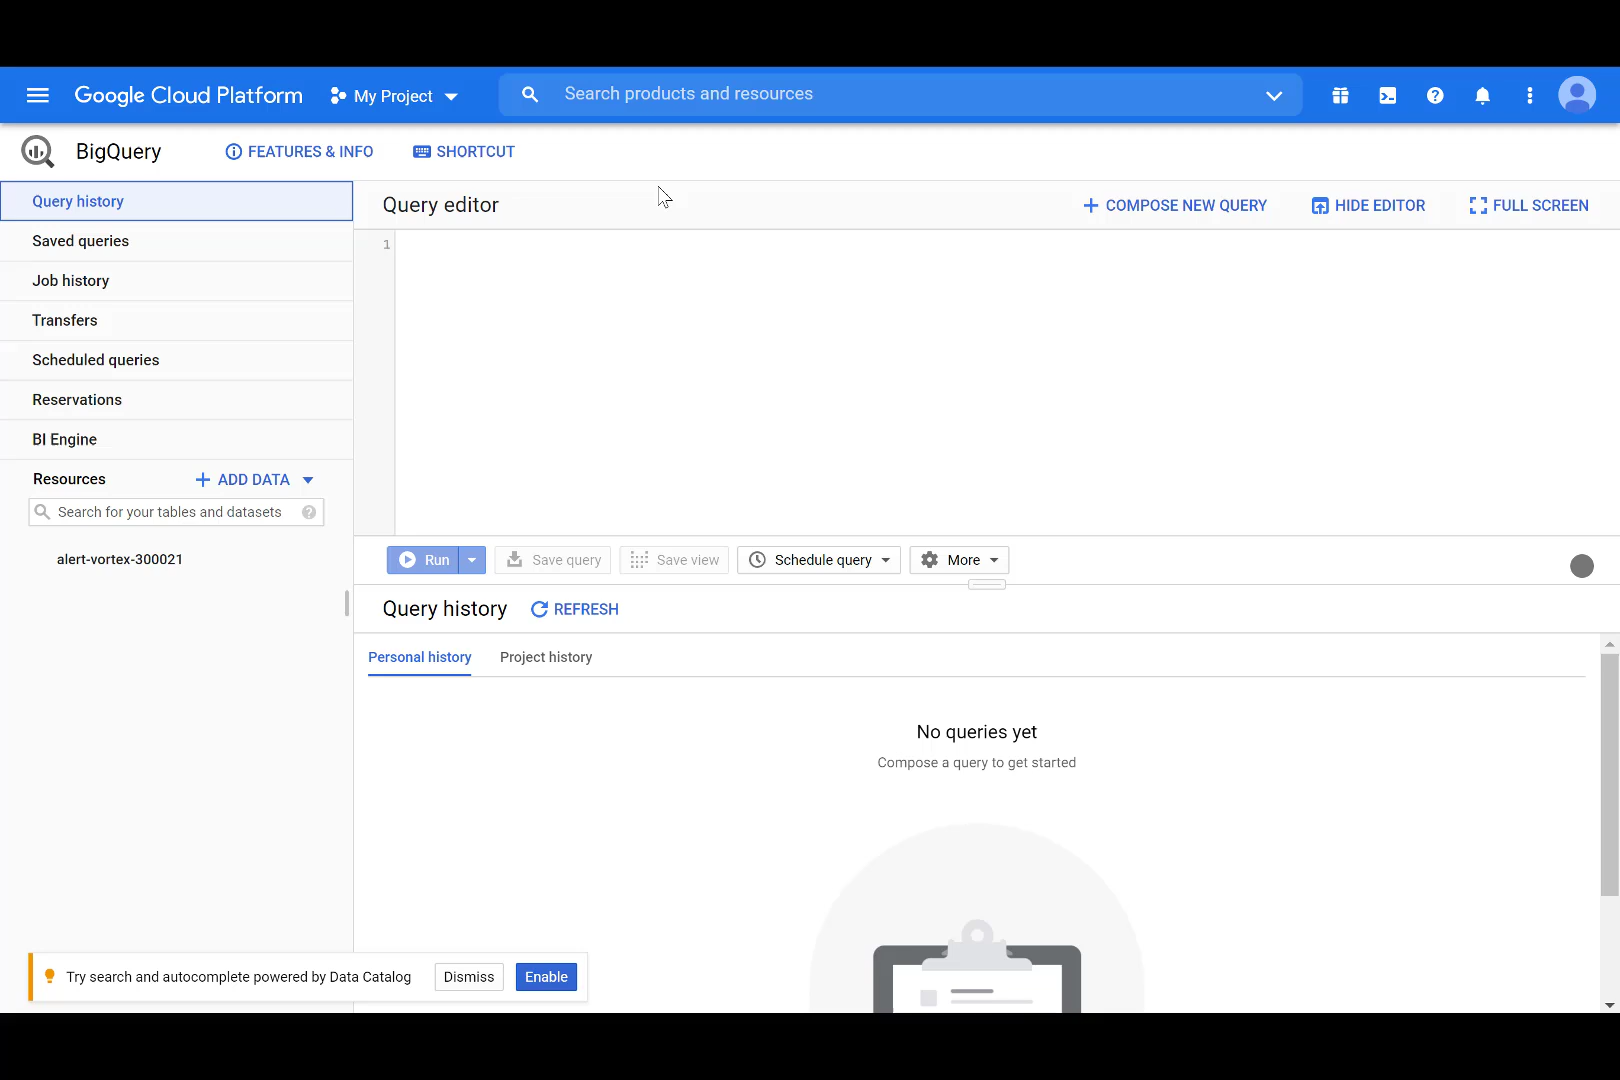 Google Cloud Platform
My Project
Search products and resources
BigQuery
FEATURES & INFO
SHORTCUT
Query history
Saved queries
Job history
Transfers
Scheduled queries
Reservations
BI Engine
Resources
ADD DATA
Search for your tables and datasets
alert-vortex-300021
Query editor
COMPOSE NEW QUERY
HIDE EDITOR
FULL SCREEN
1
Run
Save query
Save view
Schedule query
More
Query history
REFRESH
Personal history
Project history
No queries yet
Compose a query to get started
Try search and autocomplete powered by Data Catalog
Dismiss
Enable